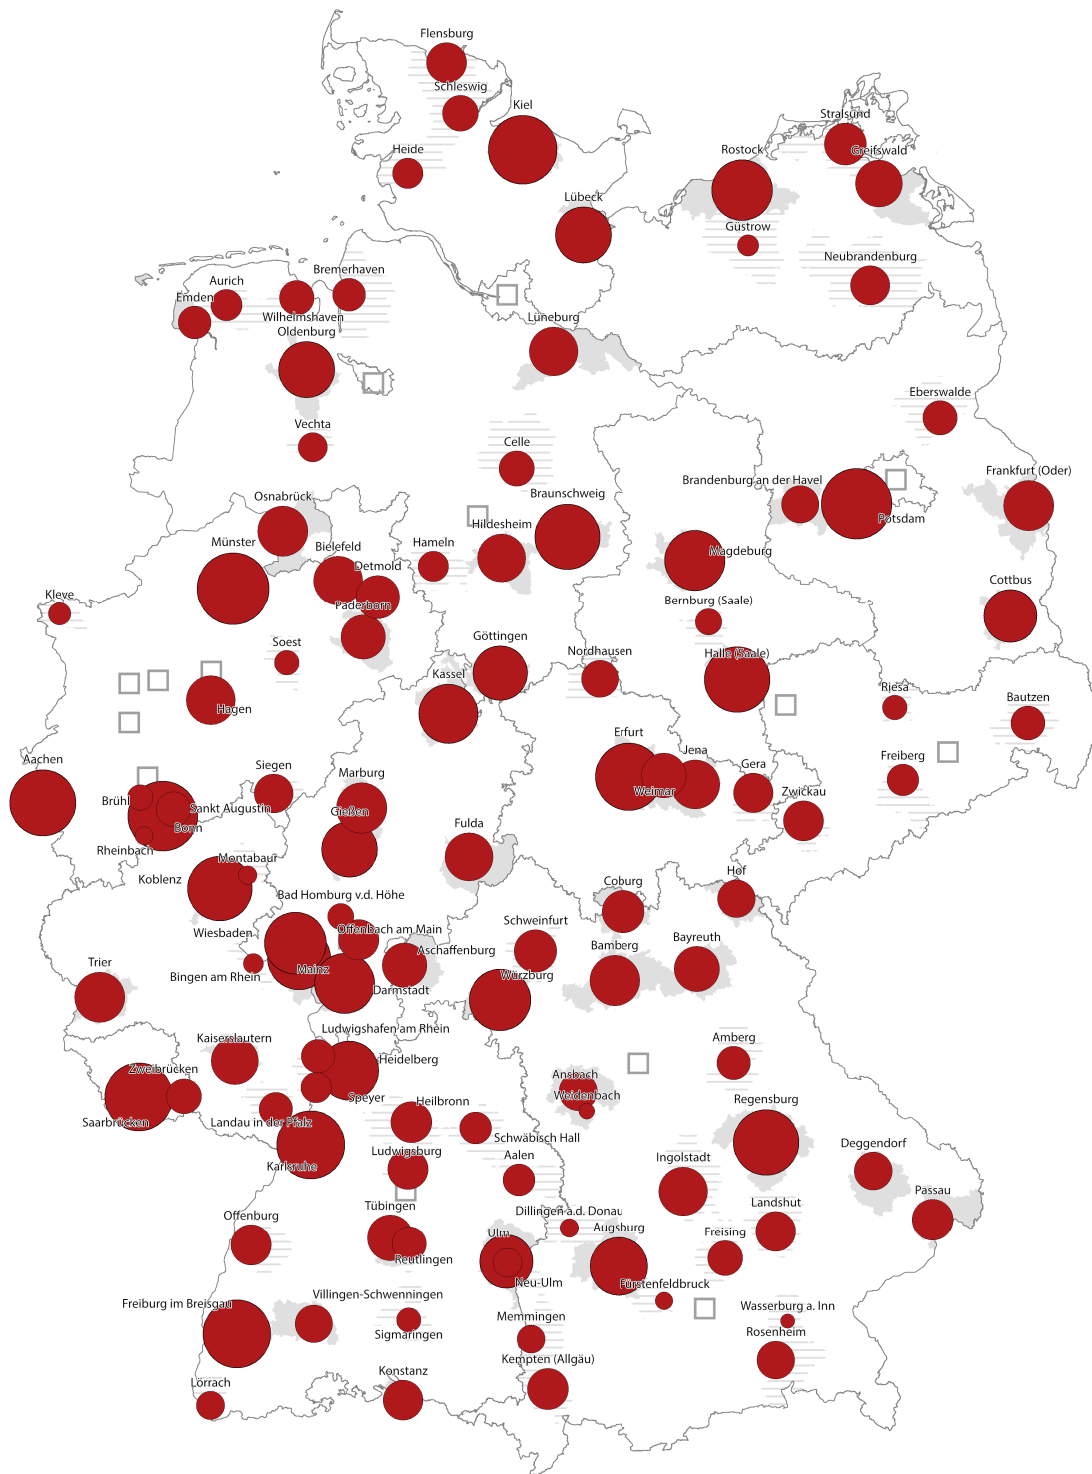 Flensburg
Schleswig
Kiel
Stralsund
Heide
Rostock
Greifswald
Lübeck
Güstrow
Neubrandenburg
Bremerhaven
Aurich
Emden
Wilhelmshaven
Lüneburg
Oldenburg
Eberswalde
Vechta
Celle
Frankfurt (Oder)
Brandenburg an der Havel
Braunschweig
Osnabrück
Potsdam
Hildesheim
Münster
Hameln
Bielefeld
Magdeburg
Detmold
Cottbus
Kleve
Bernburg (Saale)
Paderborn
Göttingen
Soest
Nordhausen
Halle (Saale)
Kassel
Riesa
Bautzen
Hagen
Erfurt
Jena
Freiberg
Aachen
Gera
Siegen
Marburg
Weimar
Zwickau
Brühl
Sankt Augustin
Gießen
Fulda
Bonn
Rheinbach
Montabaur
Hof
Koblenz
Coburg
Bad Homburg v.d. Höhe
Schweinfurt
Offenbach am Main
Wiesbaden
Bayreuth
Bamberg
Aschaffenburg
Trier
Mainz
Würzburg
Bingen am Rhein
Darmstadt
Ludwigshafen am Rhein
Kaiserslautern
Amberg
Heidelberg
Zweibrücken
Ansbach
Weidenbach
Speyer
Heilbronn
Regensburg
Saarbrücken
Landau in der Pfalz
Schwäbisch Hall
Deggendorf
Ludwigsburg
Aalen
Ingolstadt
Karlsruhe
Passau
Landshut
Tübingen
Dillingen a.d. Donau
Offenburg
Augsburg
Ulm
Freising
Reutlingen
Neu-Ulm
Fürstenfeldbruck
Villingen-Schwenningen
Freiburg im Breisgau
Wasserburg a. Inn
Memmingen
Sigmaringen
Rosenheim
Kempten (Allgäu)
Konstanz
Lörrach